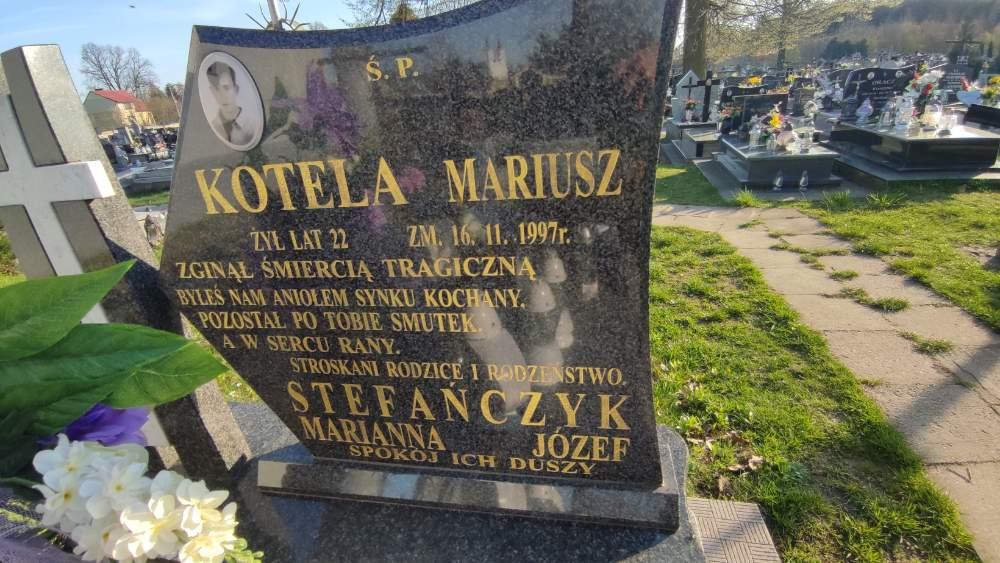 Ś. P.
KOTELA MARIUSZ
ŻYŁ LAT 22 ZM. 16. 11. 1997r.
ZGINĄŁ ŚMIERCIĄ TRAGICZNĄ
BYŁEŚ NAM ANIOŁEM SYNKU KOCHANY.
POZOSTAŁ PO TOBIE SMUTEK.
A W SERCU RANY.
STROSKANI RODZICE I RODZEŃSTWO.
STEFAŃCZYK
MARIANNA JÓZEF
SPOKÓJ ICH DUSZY